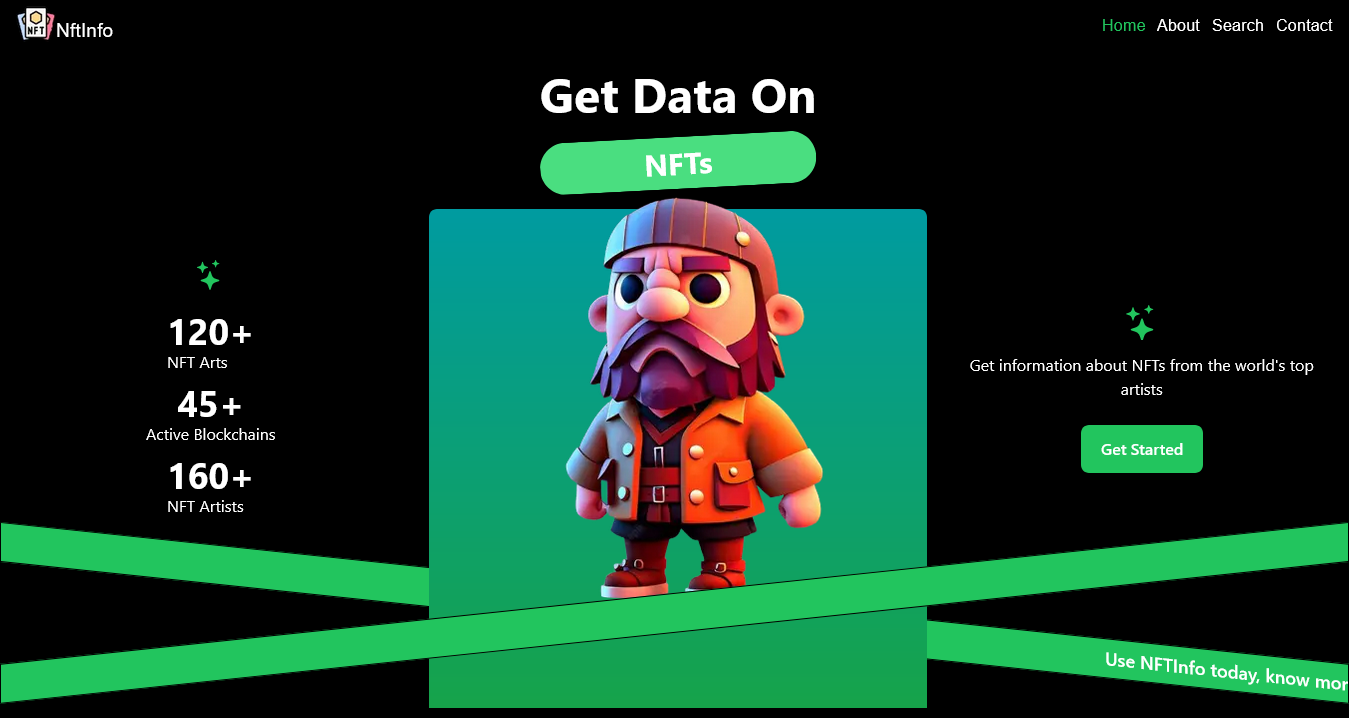 NFT
NftInfo
Home About Search Contact
Get Data On
NFTs
120+
NFT Arts
45+
Active Blockchains
160+
NFT Artists
Get information about NFTs from the world's top
artists
Get Started
Use NFTInfo today, know mor